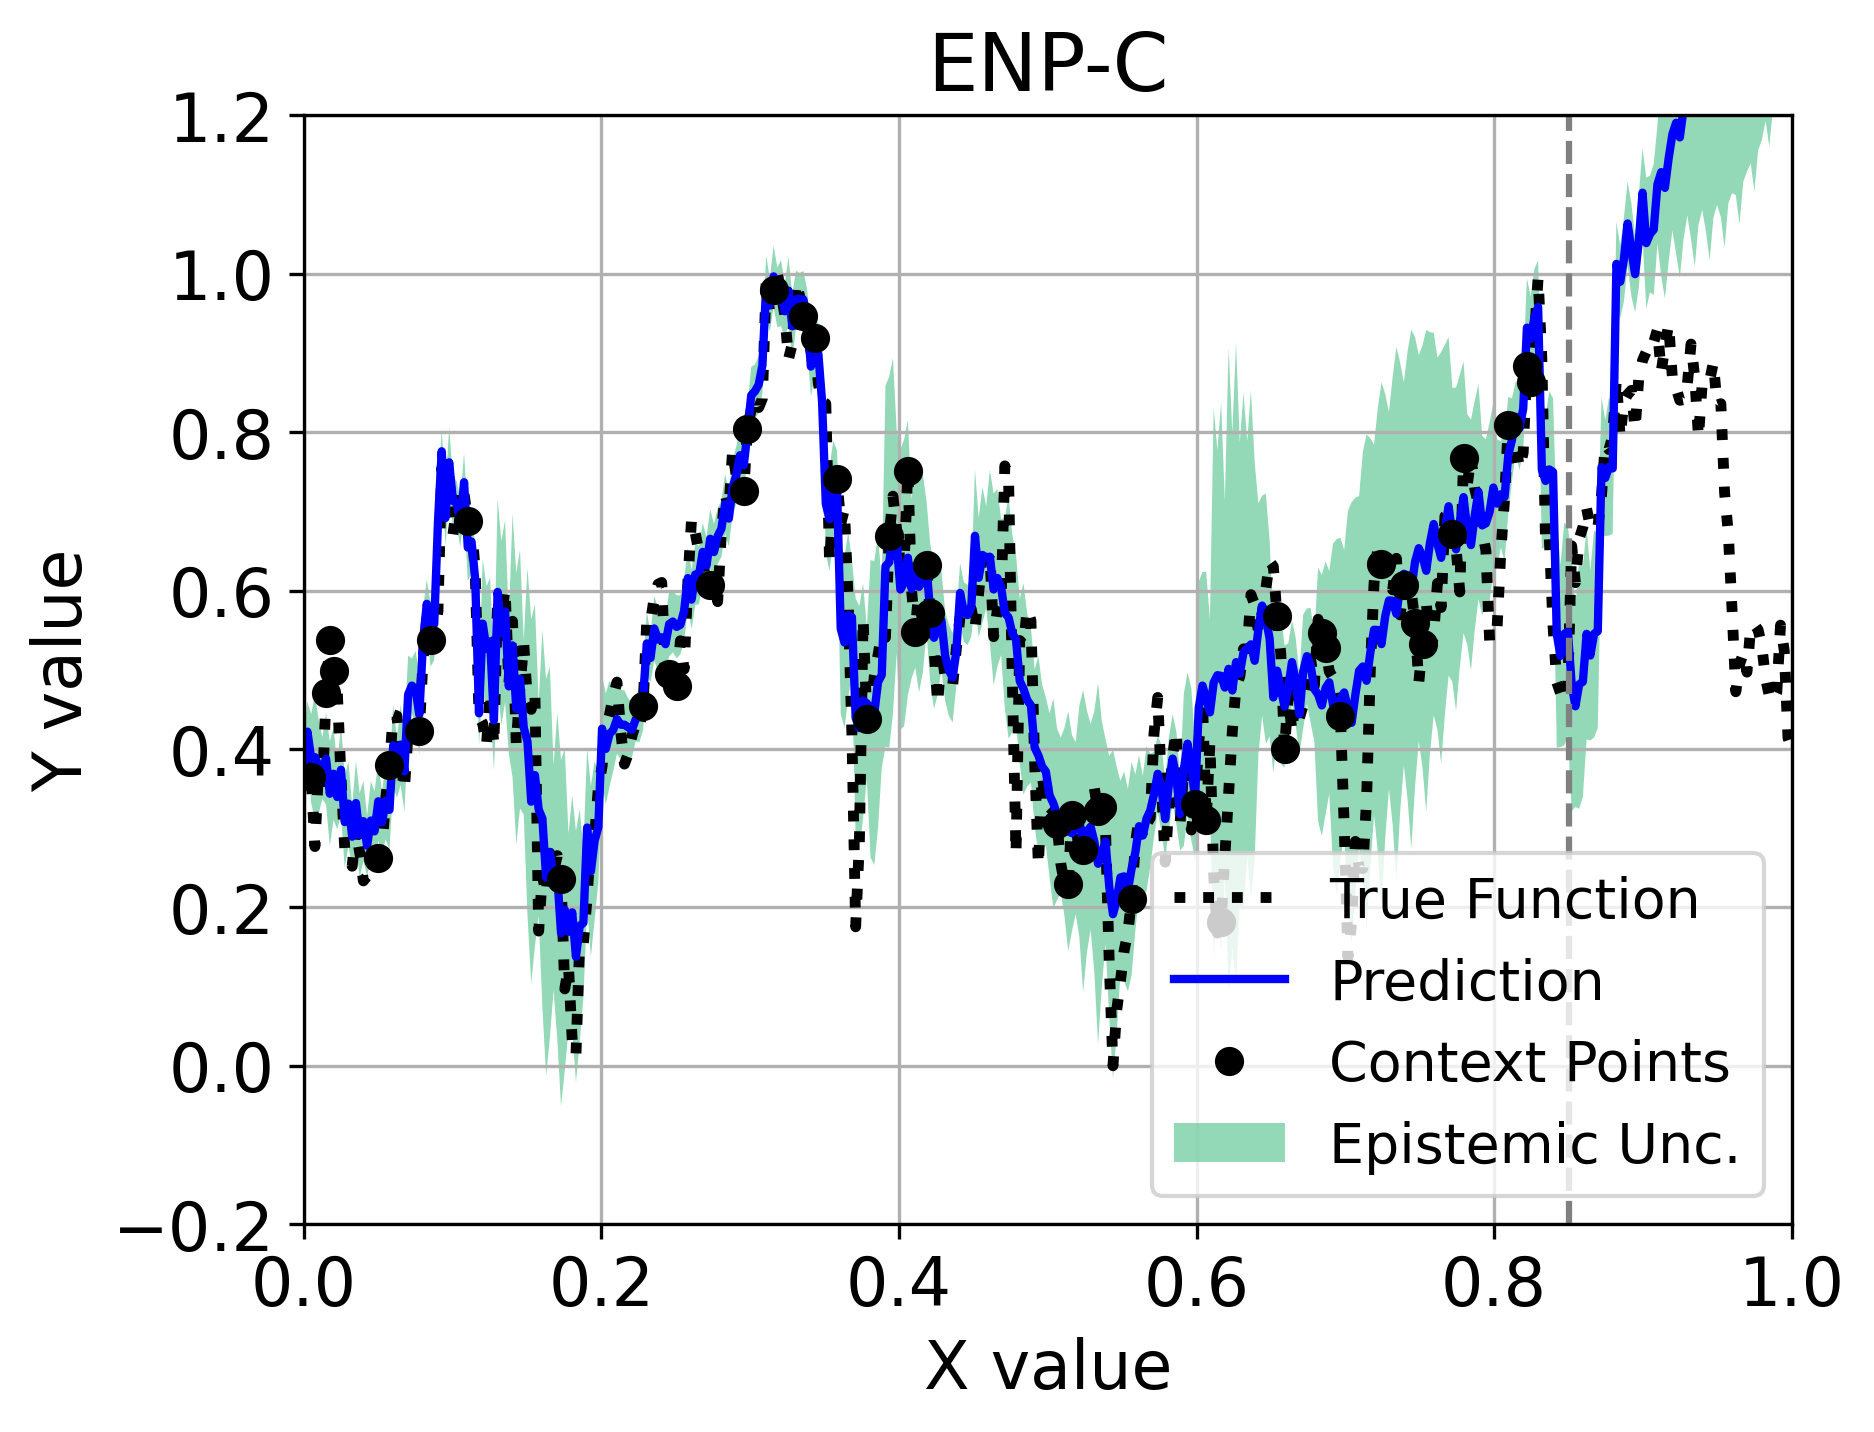 ENP-C
1.2
1.0
0.8
0.6
0.4
0.2
0.0
−0.2
Y value
0.0 0.2 0.4 0.6 0.8 1.0
X value
True Function
Prediction
Context Points
Epistemic Unc.